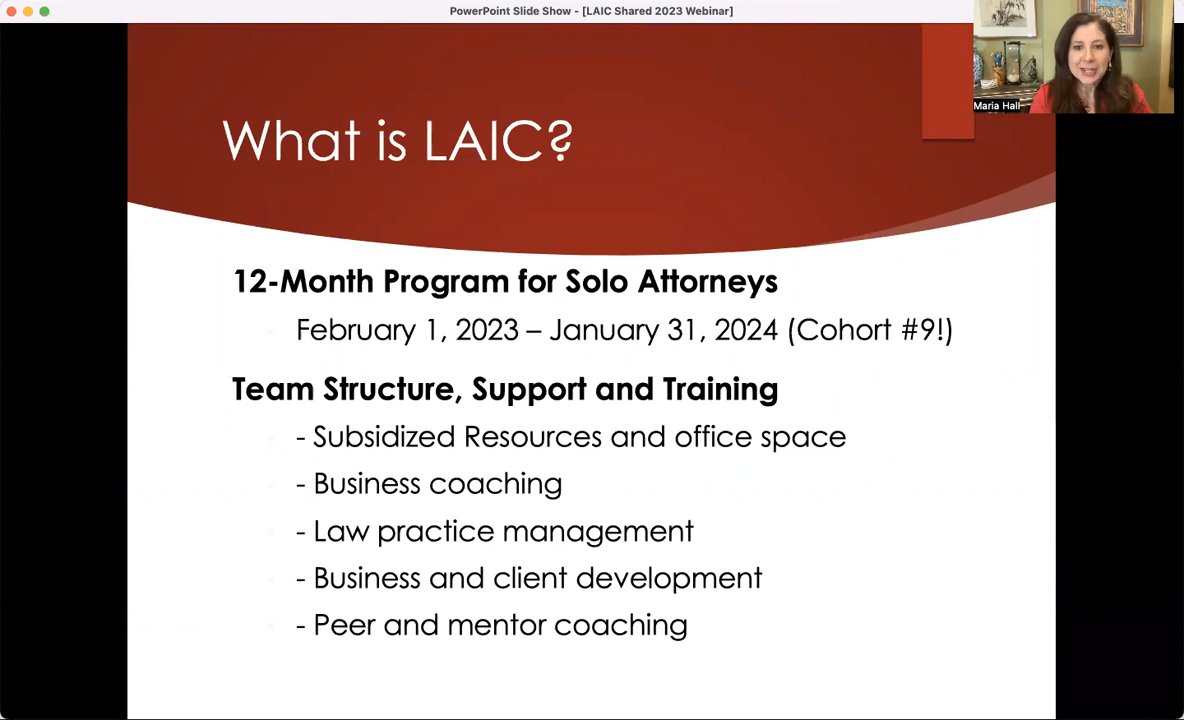 PowerPoint Slide Show - [LAIC Shared 2023 Webinar]
Maria Hall
What is LAIC?
12-Month Program for Solo Attorneys
February 1, 2023 – January 31, 2024 (Cohort #9!)
Team Structure, Support and Training
- Subsidized Resources and office space
- Business coaching
- Law practice management
- Business and client development
- Peer and mentor coaching